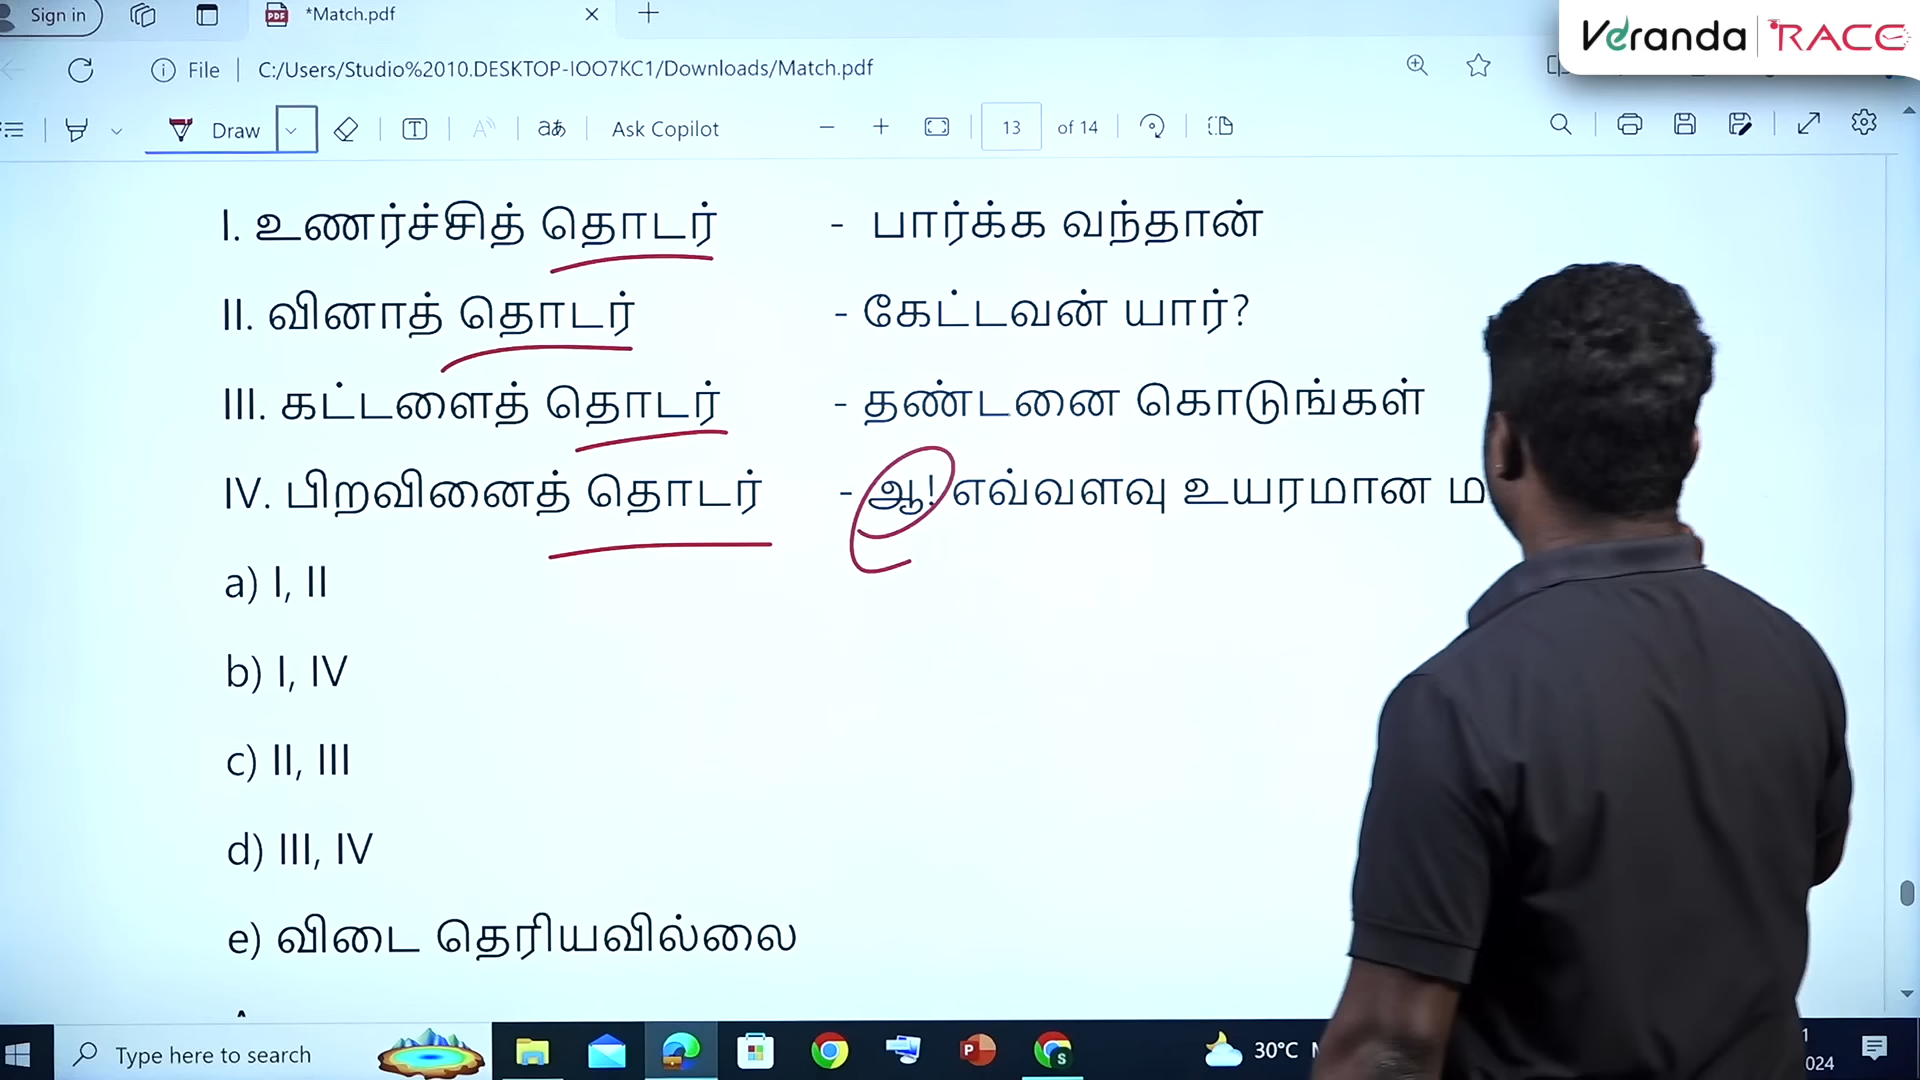 Sign in
*Match.pdf
Veranda RACE
File C:/Users/Studio%2010.DESKTOP-IOO7KC1/Downloads/Match.pdf
Draw
aあ Ask Copilot
13 of 14
I. உணர்ச்சித் தொடர் - பார்க்க வந்தான்
II. வினாத் தொடர் - கேட்டவன் யார்?
III. கட்டளைத் தொடர் - தண்டனை கொடுங்கள்
IV. பிறவினைத் தொடர் - ஆ! எவ்வளவு உயரமான ம
a) I, II
b) I, IV
c) II, III
d) III, IV
e) விடை தெரியவில்லை
Type here to search
30°C